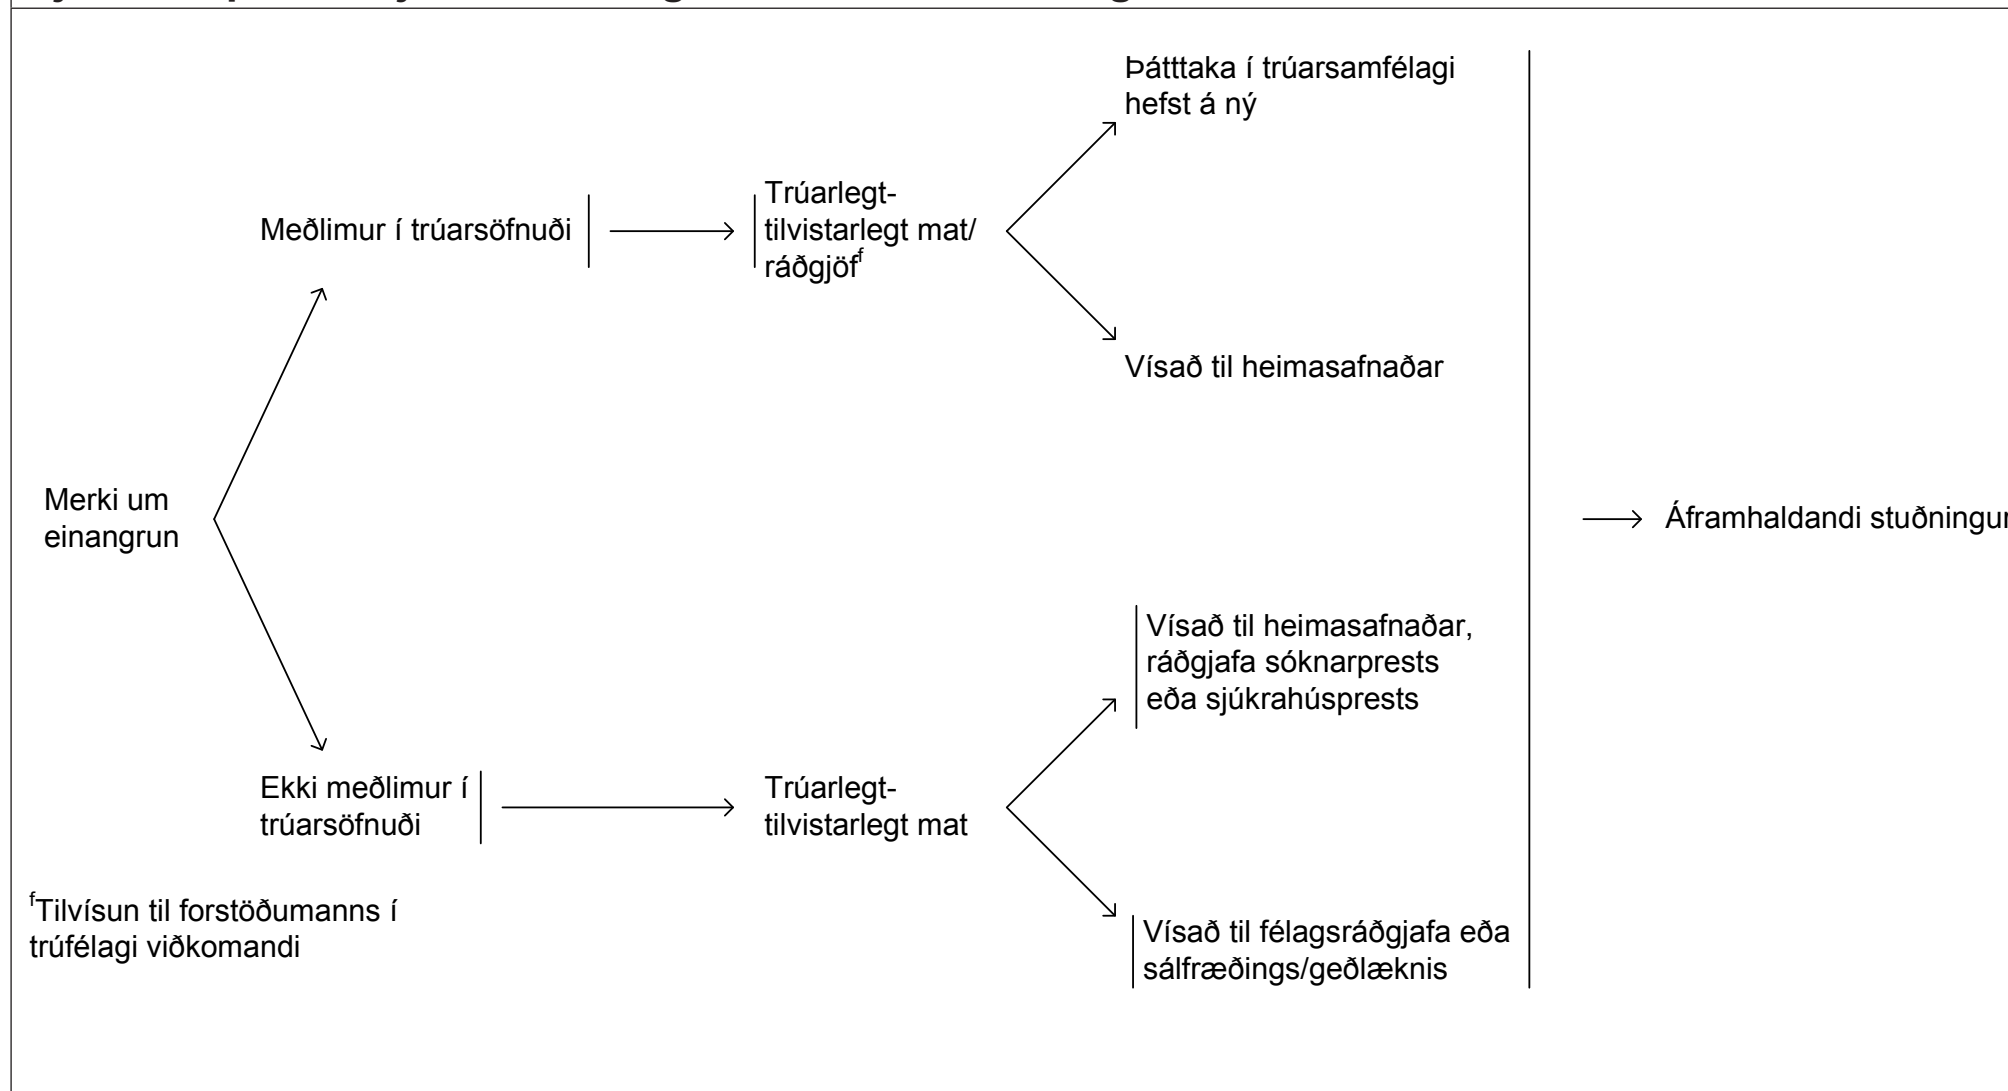 Þátttaka í trúarsamfélagi
hefst á ný
Meðlimur í trúarsöfnuði
Trúarlegt-
tilvistarlegt mat/
ráðgjöfᶠ
Vísað til heimasafnaðar
Merki um
einangrun
Áframhaldandi stuðningur
Vísað til heimasafnaðar,
ráðgjafa sóknarprests
eða sjúkrahúsprests
Ekki meðlimur í
trúarsöfnuði
Trúarlegt-
tilvistarlegt mat
Vísað til félagsráðgjafa eða
sálfræðings/geðlæknis
ᶠTilvísun til forstöðumanns í
trúfélagi viðkomandi